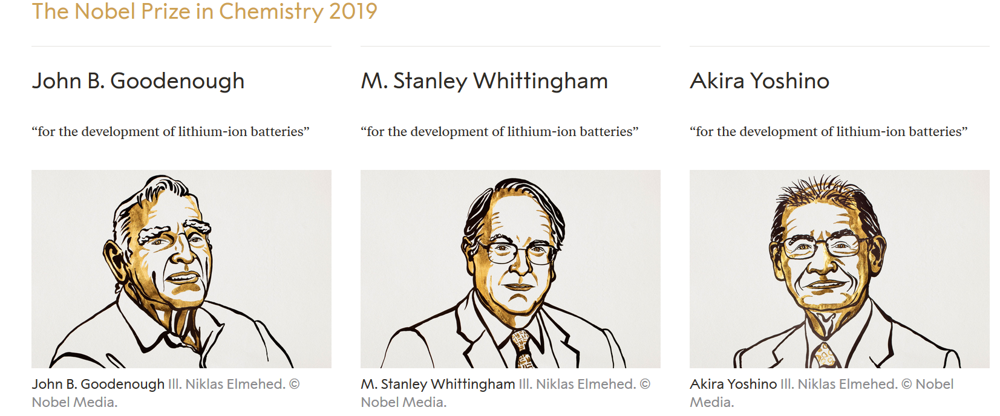 The Nobel Prize in Chemistry 2019
John B. Goodenough
“for the development of lithium-ion batteries”
John B. Goodenough Ill. Niklas Elmehed. ©
Nobel Media.
M. Stanley Whittingham
“for the development of lithium-ion batteries”
M. Stanley Whittingham Ill. Niklas Elmehed. ©
Nobel Media.
Akira Yoshino
“for the development of lithium-ion batteries”
Akira Yoshino Ill. Niklas Elmehed. © Nobel
Media.